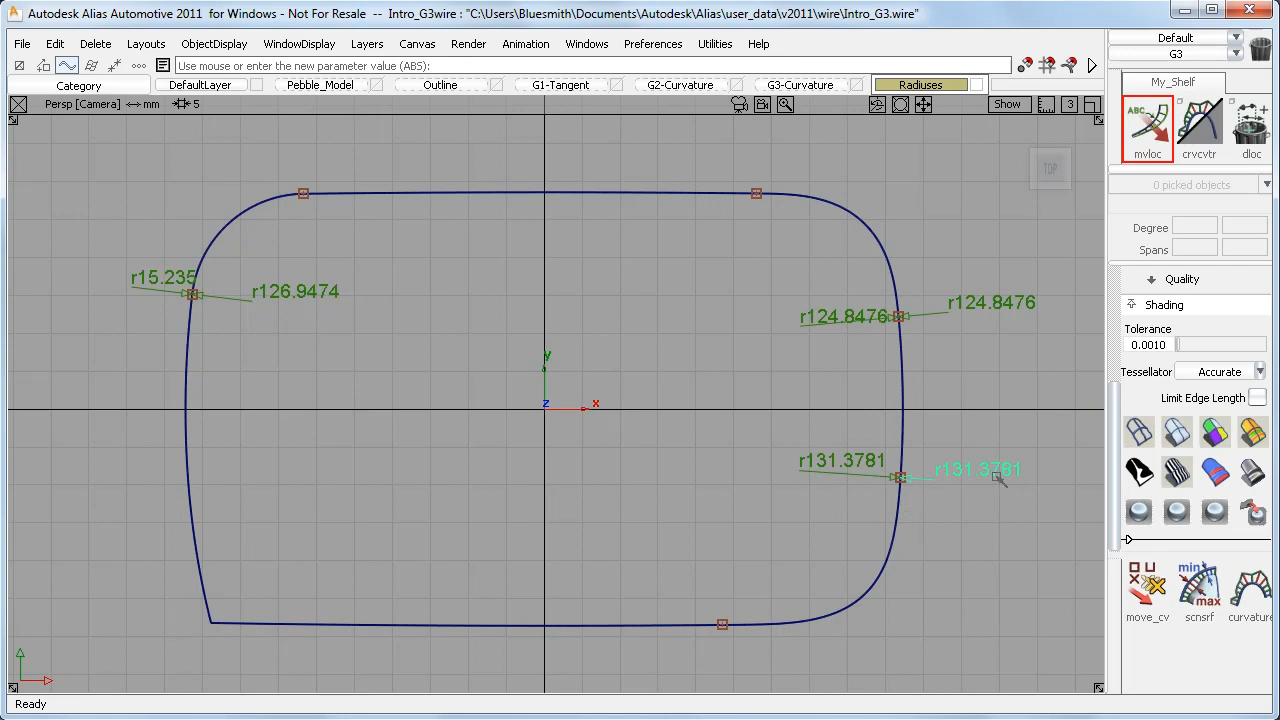 Autodesk Alias Automotive 2011 for Windows - Not For Resale -- Intro_G3.wire : "C:\Users\Bluesmith\Documents\Autodesk\Alias\user_data\v2011\wire\Intro_G3.wire"
File Edit Delete Layouts ObjectDisplay WindowDisplay Layers Canvas Render Animation Windows Preferences Utilities Help
Default
G3
Use mouse or enter the new parameter value (ABS):
Category DefaultLayer Pebble_Model Outline G1-Tangent G2-Curvature G3-Curvature Radiuses
My_Shelf
Persp [Camera] mm 5 Show 3
ABC
mvloc crvcvtr dloc
TOP
0 picked objects
Degree
Spans
r15.235
r126.9474
r124.8476
r124.8476
Quality
Shading
Tolerance
0.0010
Tessellator Accurate
Limit Edge Length
y
z x
r131.3781
r131.3781
min
max
move_cv scnsrf curvature
Ready